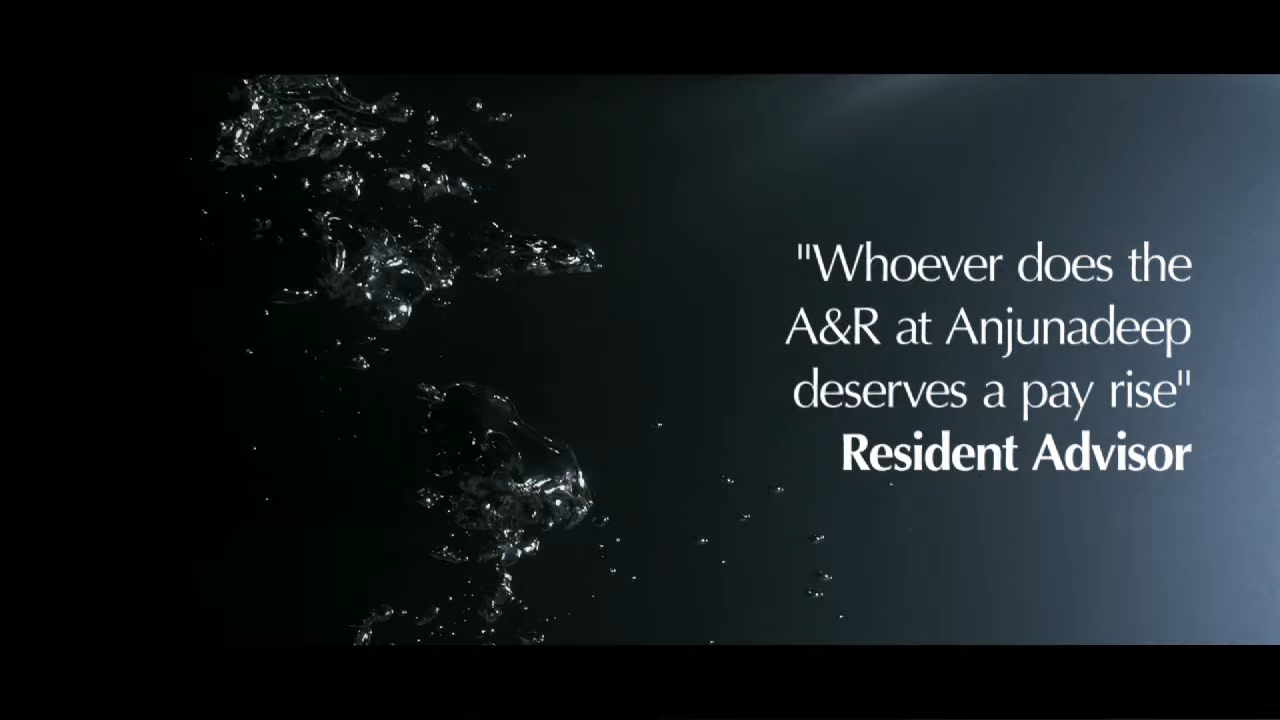 "Whoever does the
A&R at Anjunadeep
deserves a pay rise"
Resident Advisor